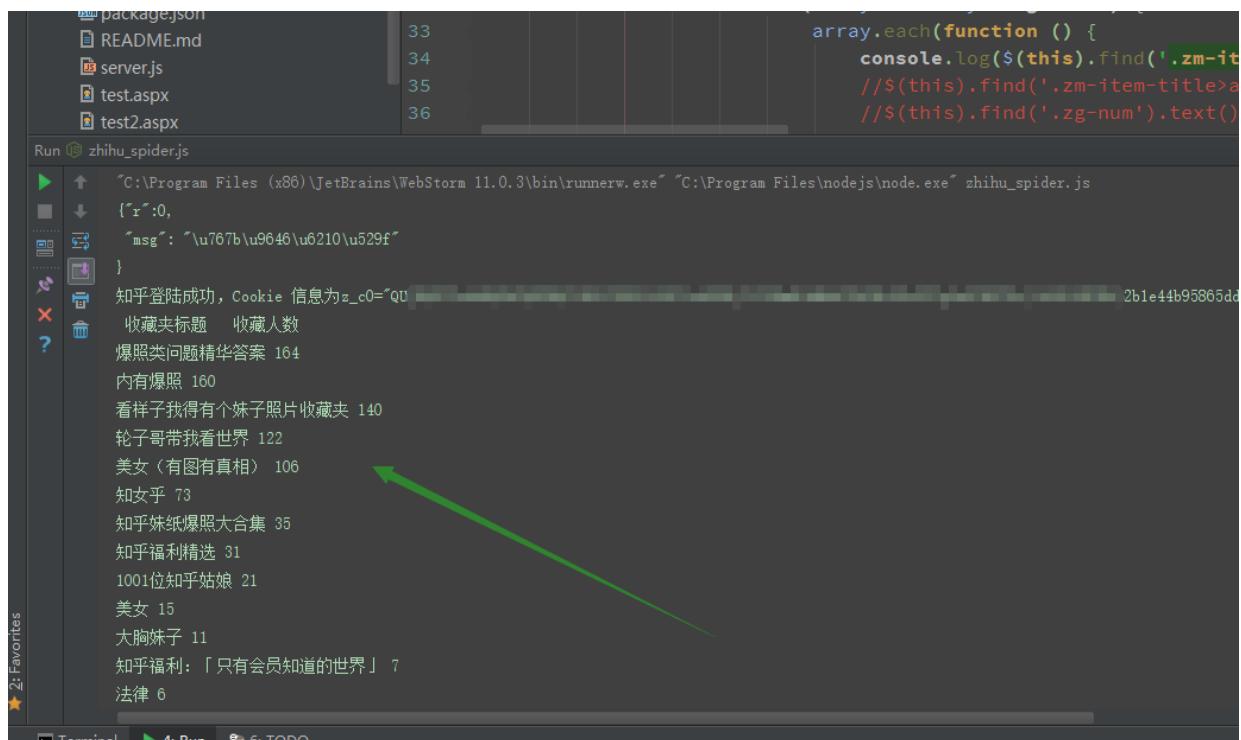 package.json
README.md
server.js
test.aspx
test2.aspx
33 array.each(function () {
34 console.log($(this).find('.zm-it
35 //$(this).find('.zm-item-title>a
36 //$(this).find('.zg-num').text()
Run zhihu_spider.js
"C:\Program Files (x86)\JetBrains\WebStorm 11.0.3\bin\runnerw.exe" "C:\Program Files\nodejs\node.exe" zhihu_spider.js
{"r":0,
"msg": "\u767b\u9646\u6210\u529f"
}
知乎登陆成功，Cookie 信息为z_c0="QU 2b1e44b95865dd
收藏夹标题 收藏人数
爆照类问题精华答案 164
内有爆照 160
看样子我得有个妹子照片收藏夹 140
轮子哥带我看世界 122
美女（有图有真相） 106
知女乎 73
知乎妹纸爆照大合集 35
知乎福利精选 31
1001位知乎姑娘 21
美女 15
大胸妹子 11
知乎福利：「只有会员知道的世界」 7
法律 6
2: Favorites
Terminal 4: Run 6: TODO